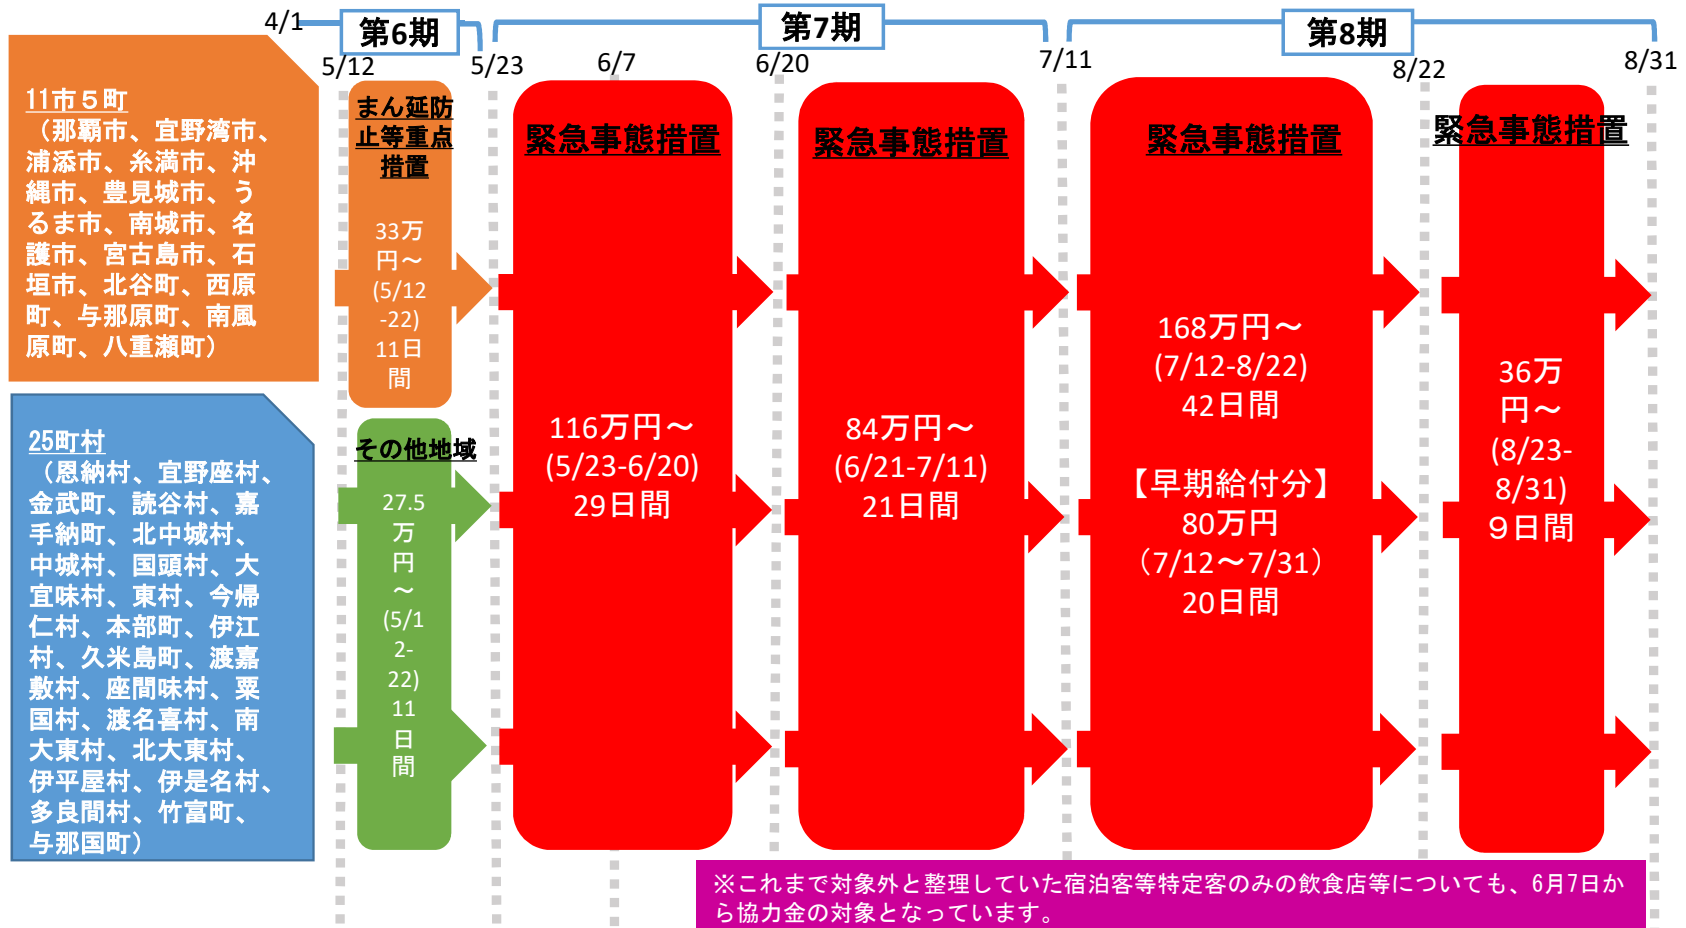 4/1
第6期
第7期
第8期
5/12
5/23
6/7
6/20
7/11
8/22
8/31
11市５町
（那覇市、宜野湾市、
浦添市、糸満市、沖
縄市、豊見城市、う
るま市、南城市、名
護市、宮古島市、石
垣市、北谷町、西原
町、与那原町、南風
原町、八重瀬町）
25町村
（恩納村、宜野座村、
金武町、読谷村、嘉
手納町、北中城村、
中城村、国頭村、大
宜味村、東村、今帰
仁村、本部町、伊江
村、久米島町、渡嘉
敷村、座間味村、粟
国村、渡名喜村、南
大東村、北大東村、
伊平屋村、伊是名村、
多良間村、竹富町、
与那国町）
まん延防
止等重点
措置
33万
円～
(5/12
-22)
11日
間
その他地域
27.5
万
円
～
(5/1
2-
22)
11
日
間
緊急事態措置
116万円～
(5/23-6/20)
29日間
緊急事態措置
84万円～
(6/21-7/11)
21日間
緊急事態措置
168万円～
(7/12-8/22)
42日間
【早期給付分】
80万円
（7/12～7/31）
20日間
緊急事態措置
36万
円～
(8/23-
8/31)
９日間
※これまで対象外と整理していた宿泊客等特定客のみの飲食店等についても、6月7日か
ら協力金の対象となっています。